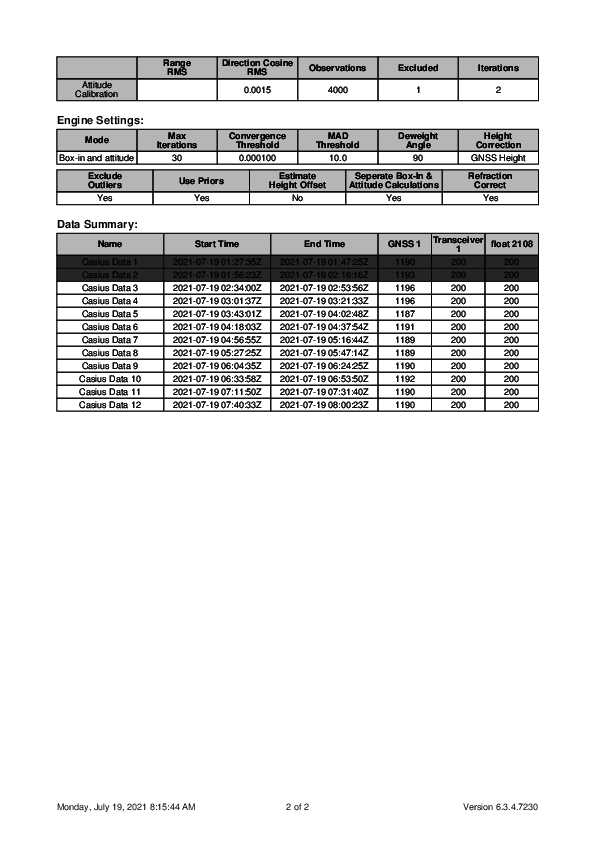 Range RMS Direction Cosine RMS Observations Excluded Iterations
Attitude Calibration 0.0015 4000 1 2
Engine Settings:
Mode Max Iterations Convergence Threshold MAD Threshold Deweight Angle Height Correction
Box-in and attitude 30 0.000100 10.0 90 GNSS Height
Exclude Outliers Use Priors Estimate Height Offset Seperate Box-In & Attitude Calculations Refraction Correct
Yes Yes No Yes Yes
Data Summary:
Name Start Time End Time GNSS 1 Transceiver 1 float 2108
Casius Data 1 2021-07-19 01:27:35Z 2021-07-19 01:47:25Z 1190 200 200
Casius Data 2 2021-07-19 01:56:23Z 2021-07-19 02:16:16Z 1193 200 200
Casius Data 3 2021-07-19 02:34:00Z 2021-07-19 02:53:56Z 1196 200 200
Casius Data 4 2021-07-19 03:01:37Z 2021-07-19 03:21:33Z 1196 200 200
Casius Data 5 2021-07-19 03:43:01Z 2021-07-19 04:02:48Z 1187 200 200
Casius Data 6 2021-07-19 04:18:03Z 2021-07-19 04:37:54Z 1191 200 200
Casius Data 7 2021-07-19 04:56:55Z 2021-07-19 05:16:44Z 1189 200 200
Casius Data 8 2021-07-19 05:27:25Z 2021-07-19 05:47:14Z 1189 200 200
Casius Data 9 2021-07-19 06:04:35Z 2021-07-19 06:24:25Z 1190 200 200
Casius Data 10 2021-07-19 06:33:58Z 2021-07-19 06:53:50Z 1192 200 200
Casius Data 11 2021-07-19 07:11:50Z 2021-07-19 07:31:40Z 1190 200 200
Casius Data 12 2021-07-19 07:40:33Z 2021-07-19 08:00:23Z 1190 200 200
Monday, July 19, 2021 8:15:44 AM 2 of 2 Version 6.3.4.7230